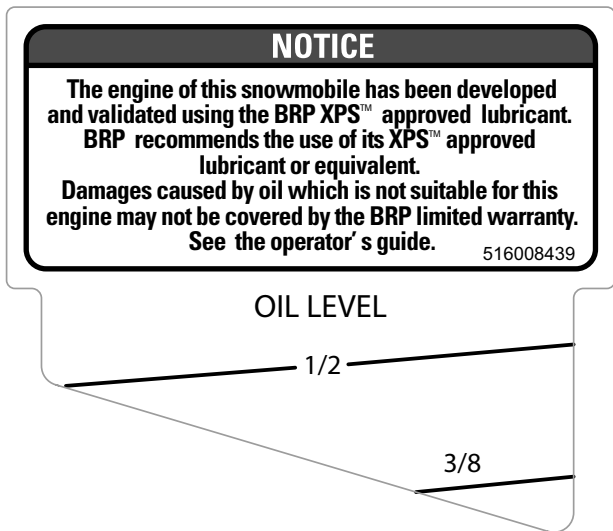 NOTICE
The engine of this snowmobile has been developed
and validated using the BRP XPS™ approved lubricant.
BRP recommends the use of its XPS™ approved
lubricant or equivalent.
Damages caused by oil which is not suitable for this
engine may not be covered by the BRP limited warranty.
See the operator' s guide.
516008439
OIL LEVEL
1/2
3/8